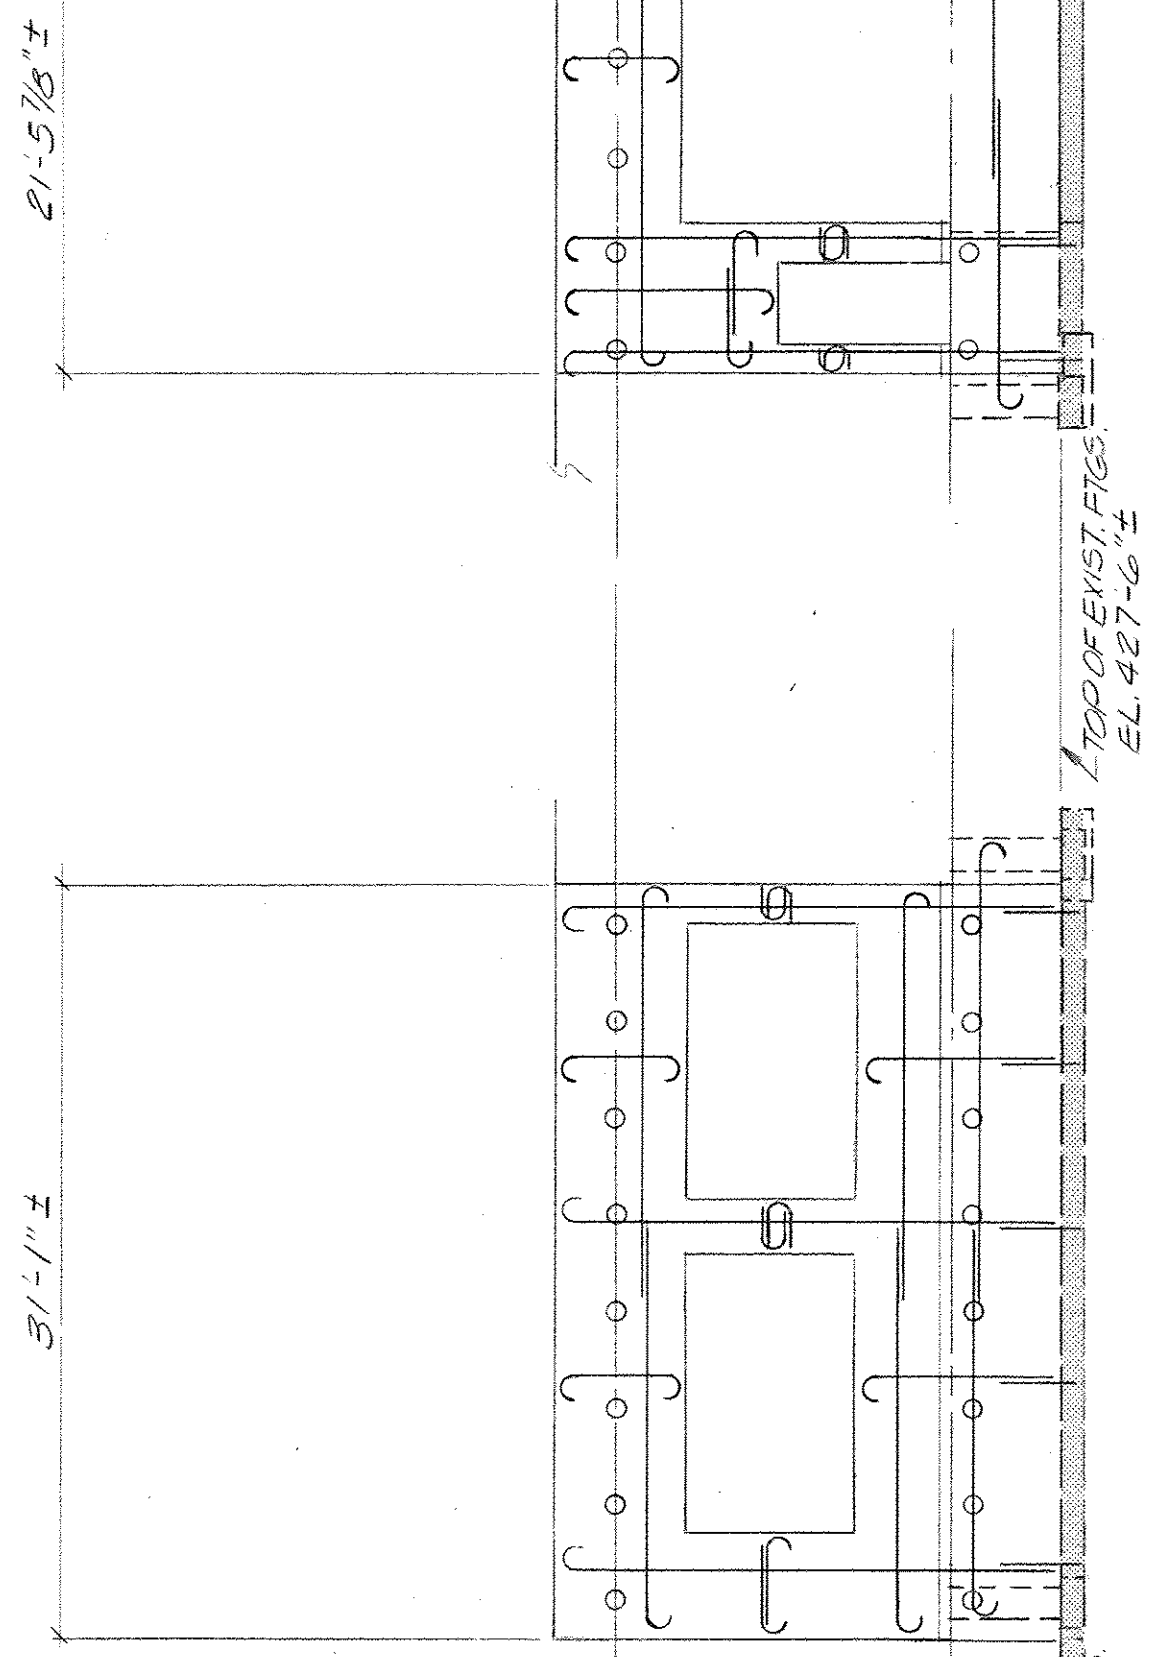 21'-5 7/8" ±
31'-1" ±
TOP OF EXIST. FTGS.
EL. 427'-6" ±